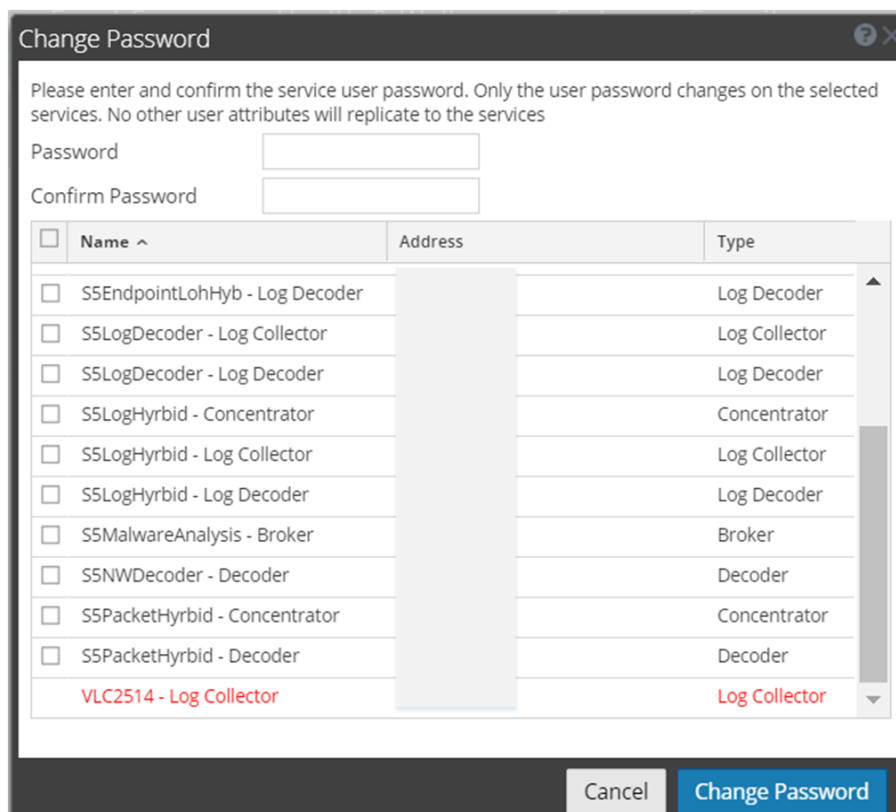 Change Password
Please enter and confirm the service user password. Only the user password changes on the selected
services. No other user attributes will replicate to the services
Password
Confirm Password
Name Address Type
S5EndpointLohHyb - Log Decoder Log Decoder
S5LogDecoder - Log Collector Log Collector
S5LogDecoder - Log Decoder Log Decoder
S5LogHyrbid - Concentrator Concentrator
S5LogHyrbid - Log Collector Log Collector
S5LogHyrbid - Log Decoder Log Decoder
S5MalwareAnalysis - Broker Broker
S5NWDecoder - Decoder Decoder
S5PacketHyrbid - Concentrator Concentrator
S5PacketHyrbid - Decoder Decoder
VLC2514 - Log Collector Log Collector
Cancel Change Password